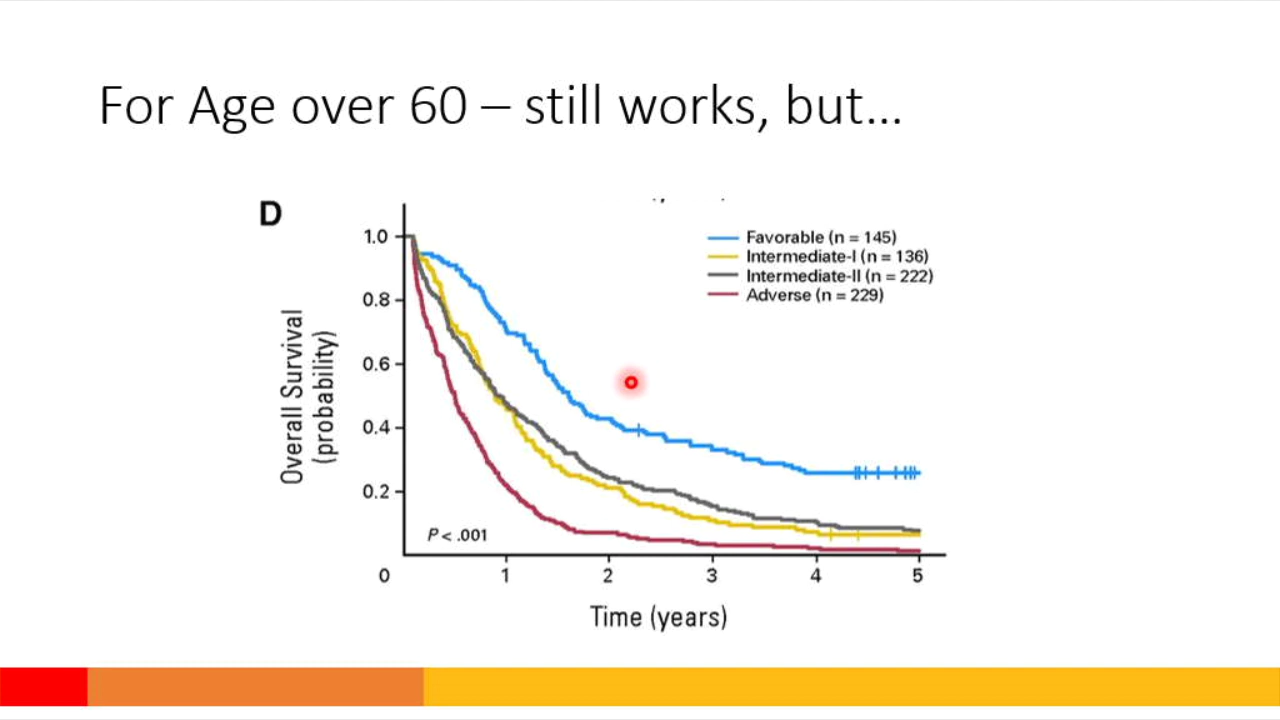 For Age over 60 – still works, but...
D
Favorable (n = 145)
Intermediate-I (n = 136)
Intermediate-II (n = 222)
Adverse (n = 229)
1.0
0.8
0.6
0.4
0.2
Overall Survival
(probability)
P < .001
0 1 2 3 4 5
Time (years)